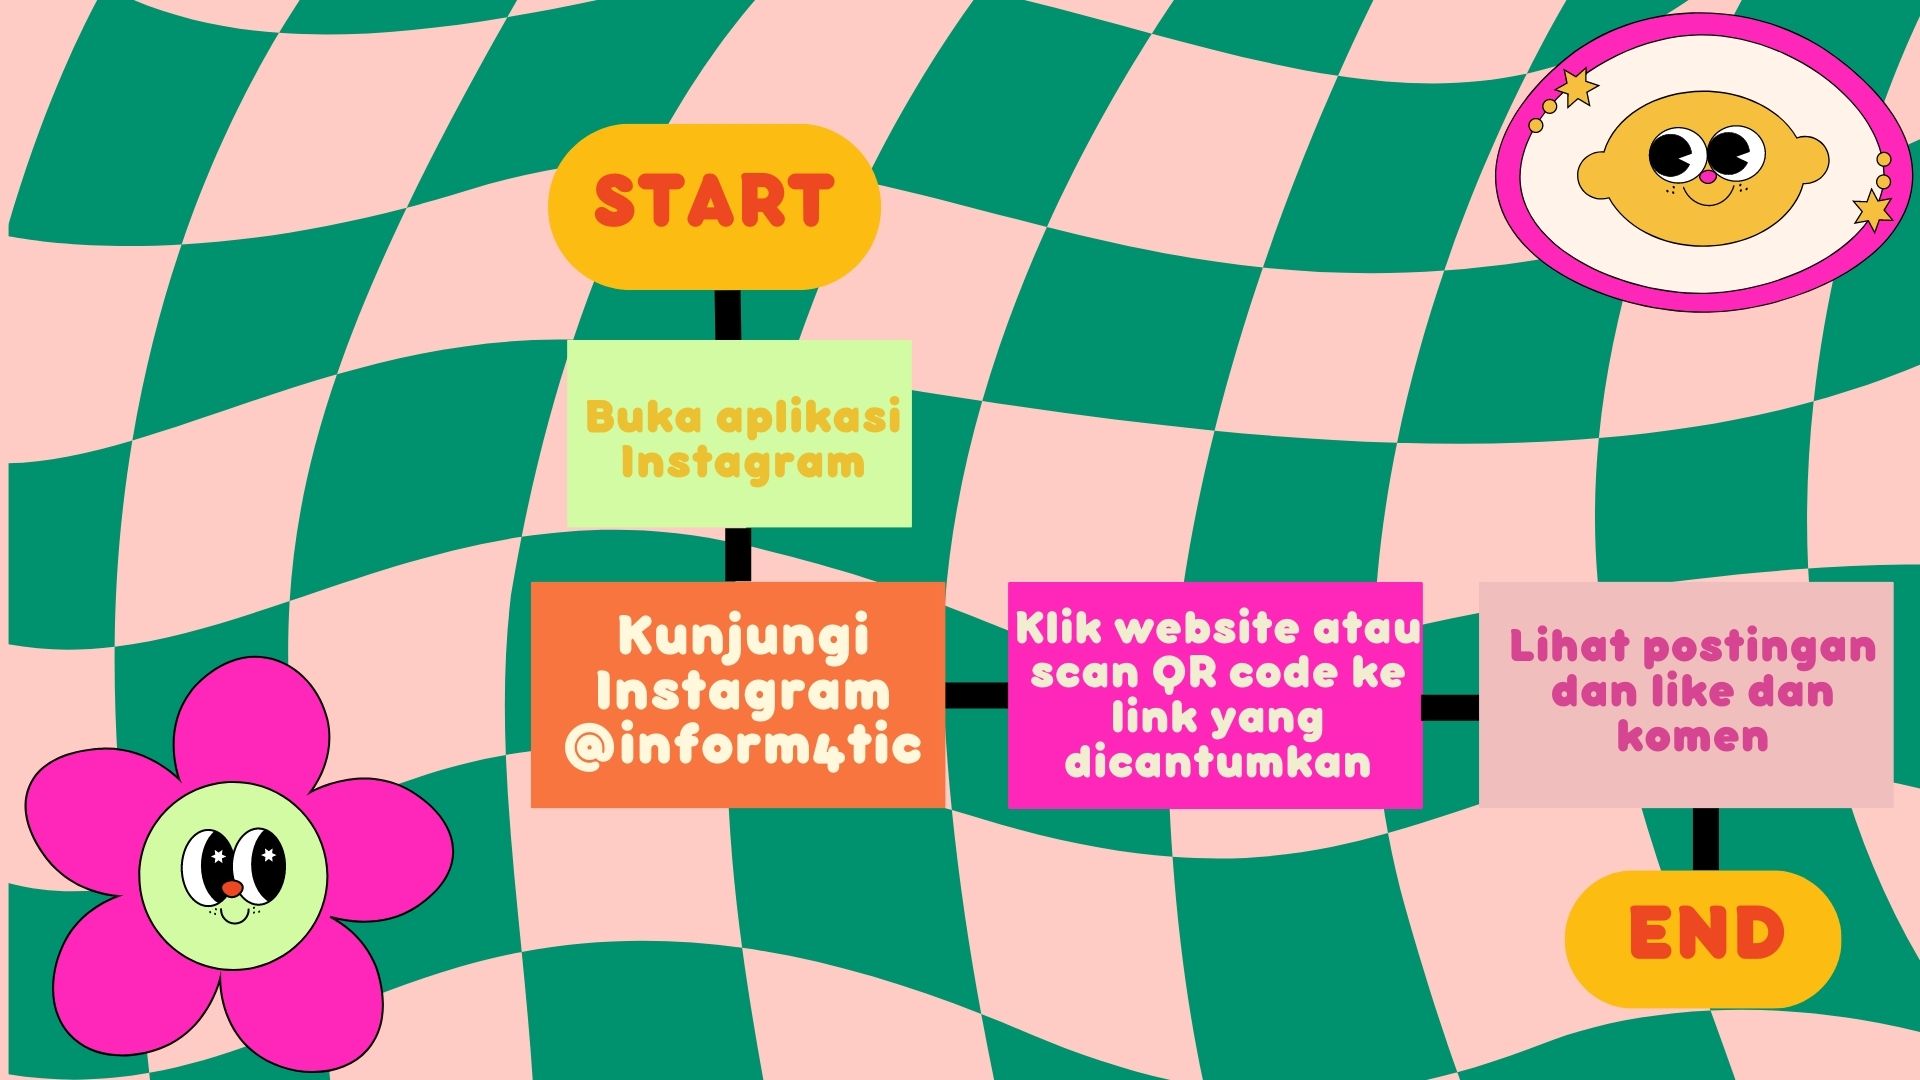 START
Buka aplikasi
Instagram
Kunjungi
Instagram
@inform4tic
Klik website atau
scan QR code ke
link yang
dicantumkan
Lihat postingan
dan like dan
komen
END